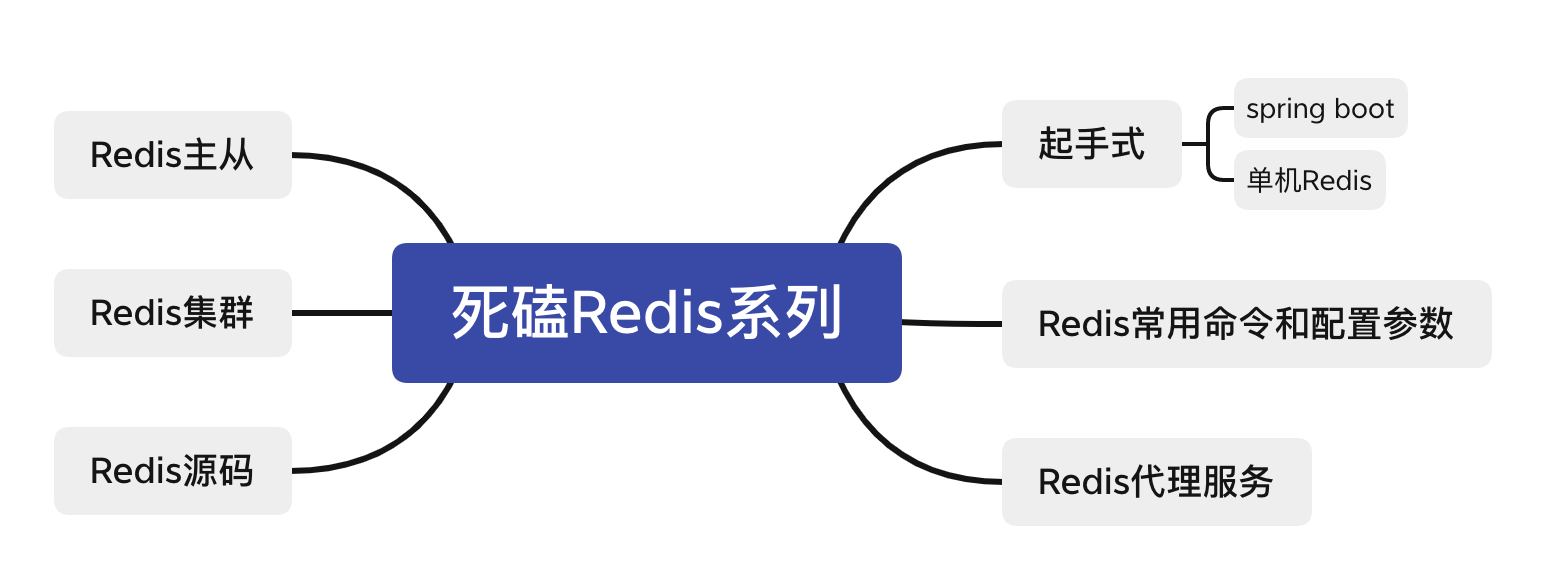 死磕Redis系列
起手式
spring boot
单机Redis
Redis常用命令和配置参数
Redis代理服务
Redis主从
Redis集群
Redis源码